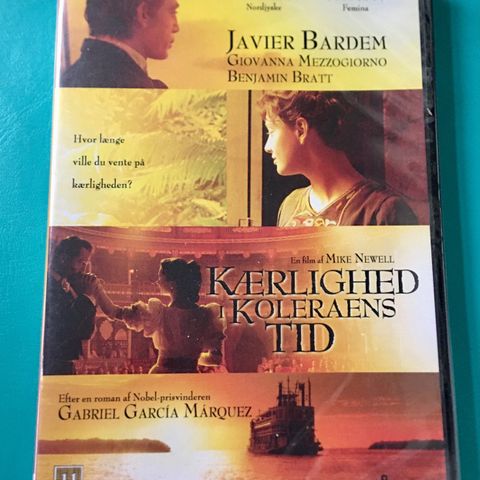 Nordjyske
Femina
JAVIER BARDEM
GIOVANNA MEZZOGIORNO
BENJAMIN BRATT
Hvor længe
ville du vente på
kærligheden?
En film af MIKE NEWELL
KÆRLIGHED
I KOLERAENS
TID
Efter en roman af Nobel-prisvinderen
GABRIEL GARCÍA MÁRQUEZ
11